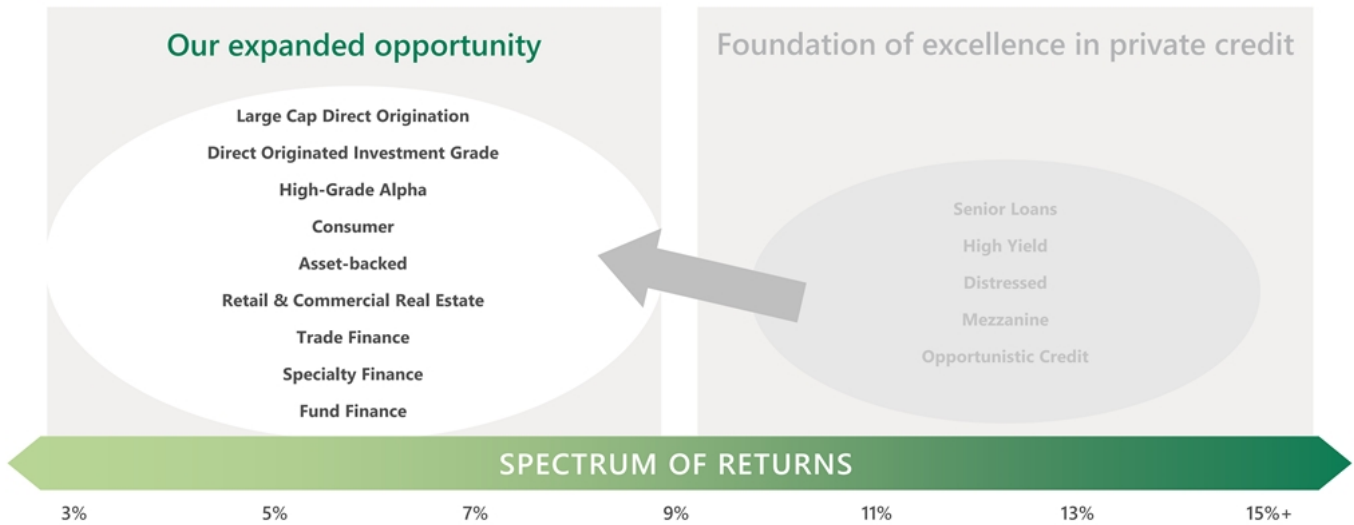 Our expanded opportunity
Large Cap Direct Origination
Direct Originated Investment Grade
High-Grade Alpha
Consumer
Asset-backed
Retail & Commercial Real Estate
Trade Finance
Specialty Finance
Fund Finance
Foundation of excellence in private credit
Senior Loans
High Yield
Distressed
Mezzanine
Opportunistic Credit
SPECTRUM OF RETURNS
3% 5% 7% 9% 11% 13% 15%+